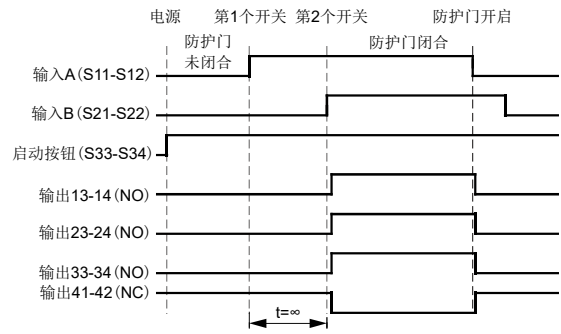 电源 第1个开关 第2个开关 防护门开启
防护门
未闭合
防护门闭合
输入A(S11-S12)
输入B(S21-S22)
启动按钮(S33-S34)
输出13-14(NO)
输出23-24(NO)
输出33-34(NO)
输出41-42(NC)
t=∞